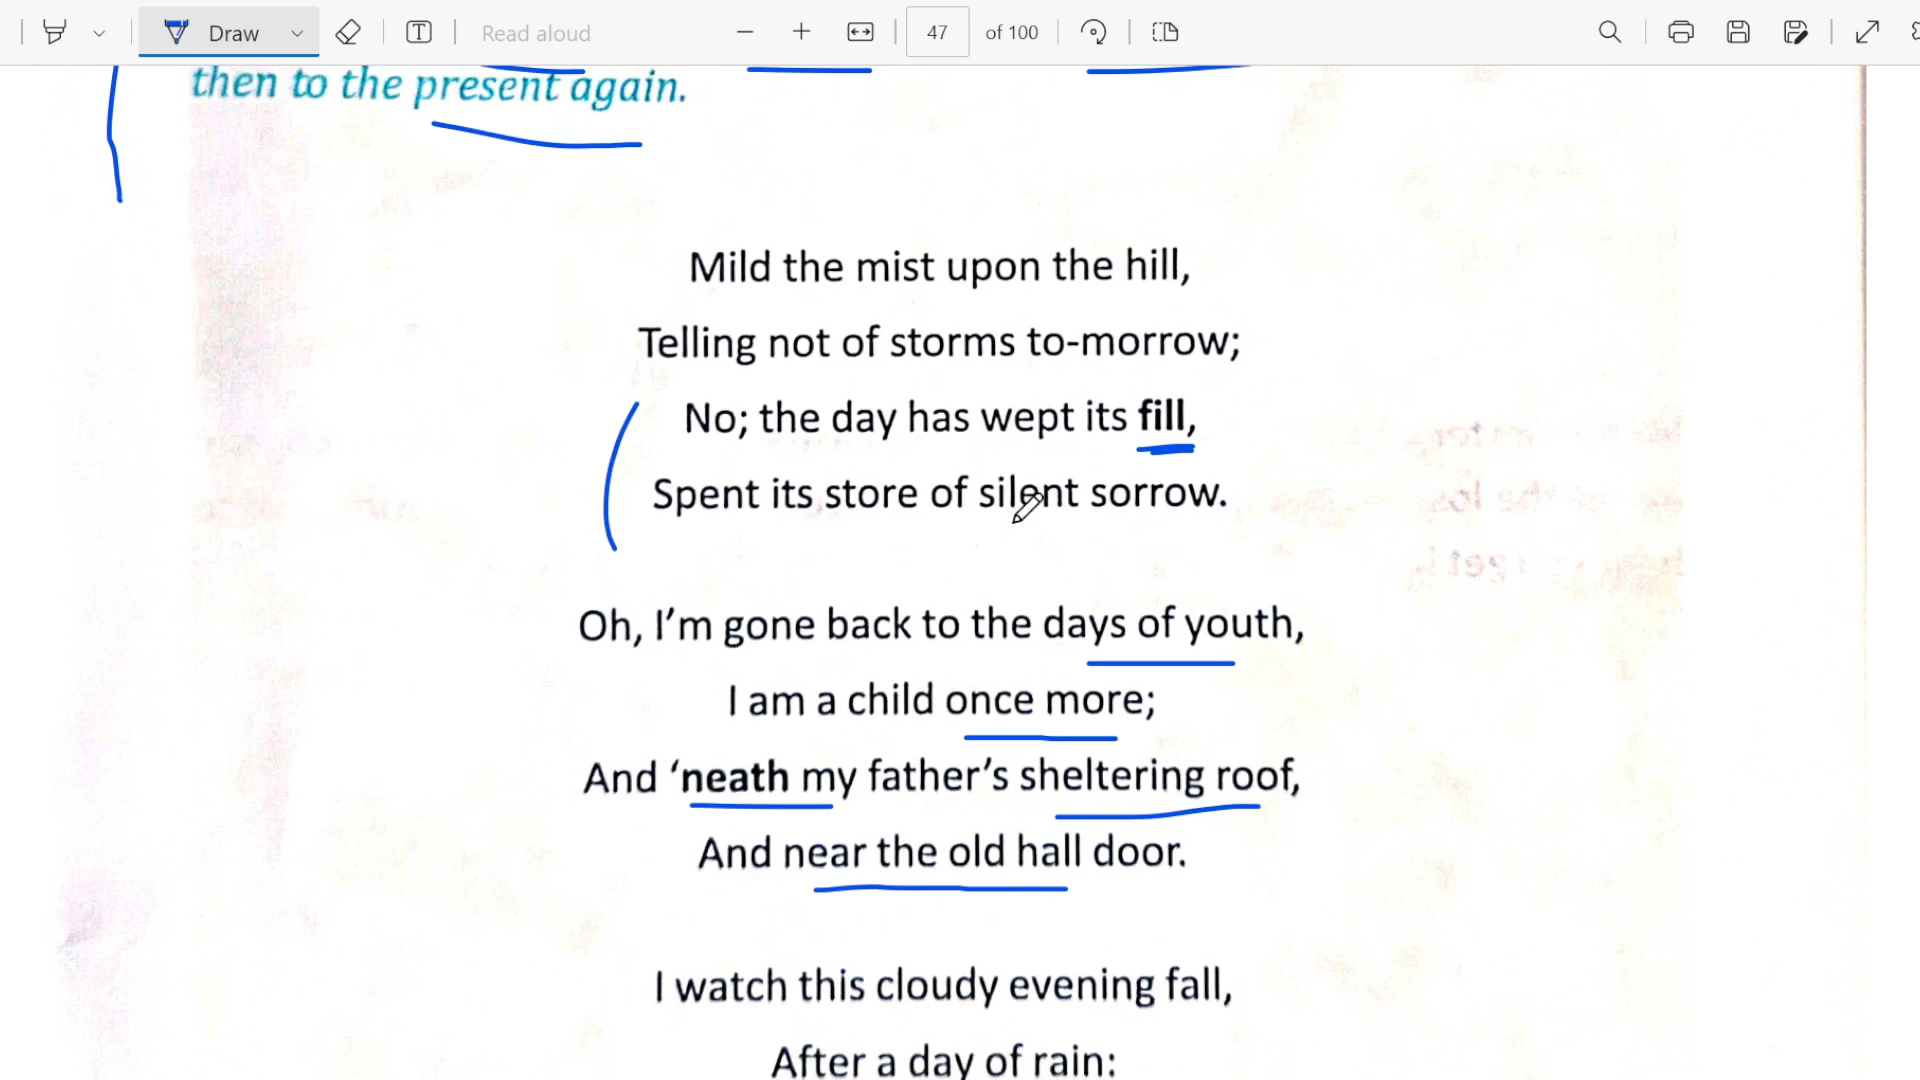 Draw
Read aloud
47 of 100
then to the present again.
Mild the mist upon the hill,
Telling not of storms to-morrow;
No; the day has wept its fill,
Spent its store of silent sorrow.
Oh, I'm gone back to the days of youth,
I am a child once more;
And ‘neath my father's sheltering roof,
And near the old hall door.
I watch this cloudy evening fall,
After a day of rain: